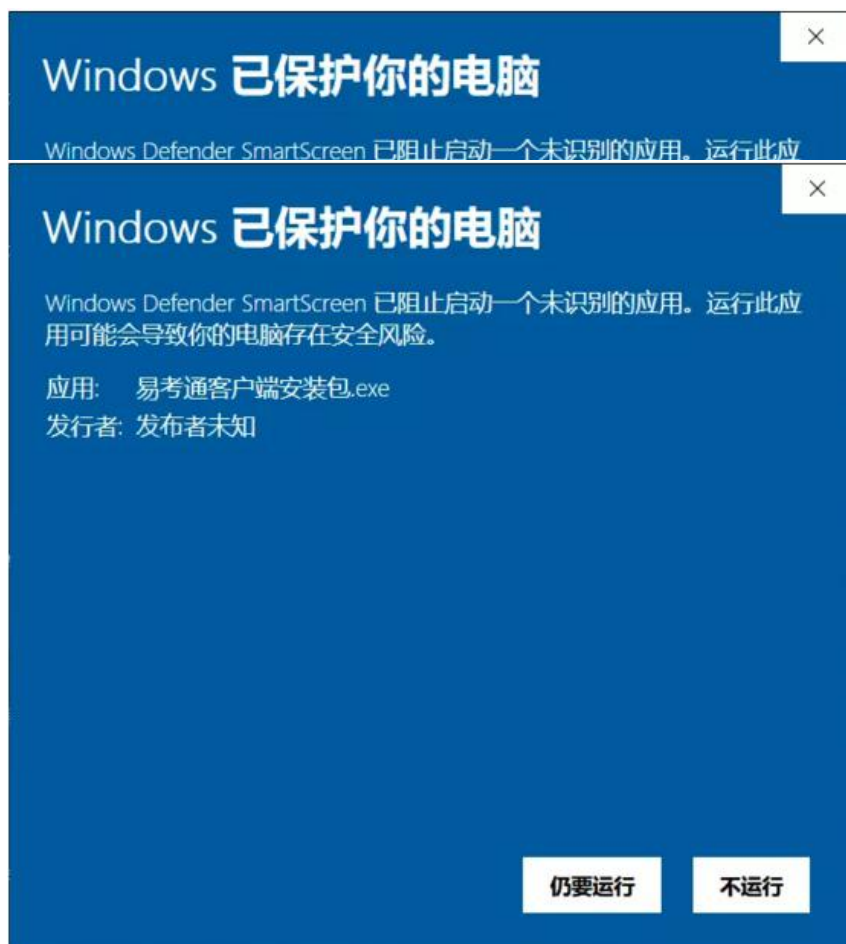 Windows 已保护你的电脑
Windows Defender SmartScreen 已阻止启动一个未识别的应用。运行此应
Windows 已保护你的电脑
Windows Defender SmartScreen 已阻止启动一个未识别的应用。运行此应
用可能会导致你的电脑存在安全风险。
应用: 易考通客户端安装包.exe
发行者: 发布者未知
仍要运行 不运行